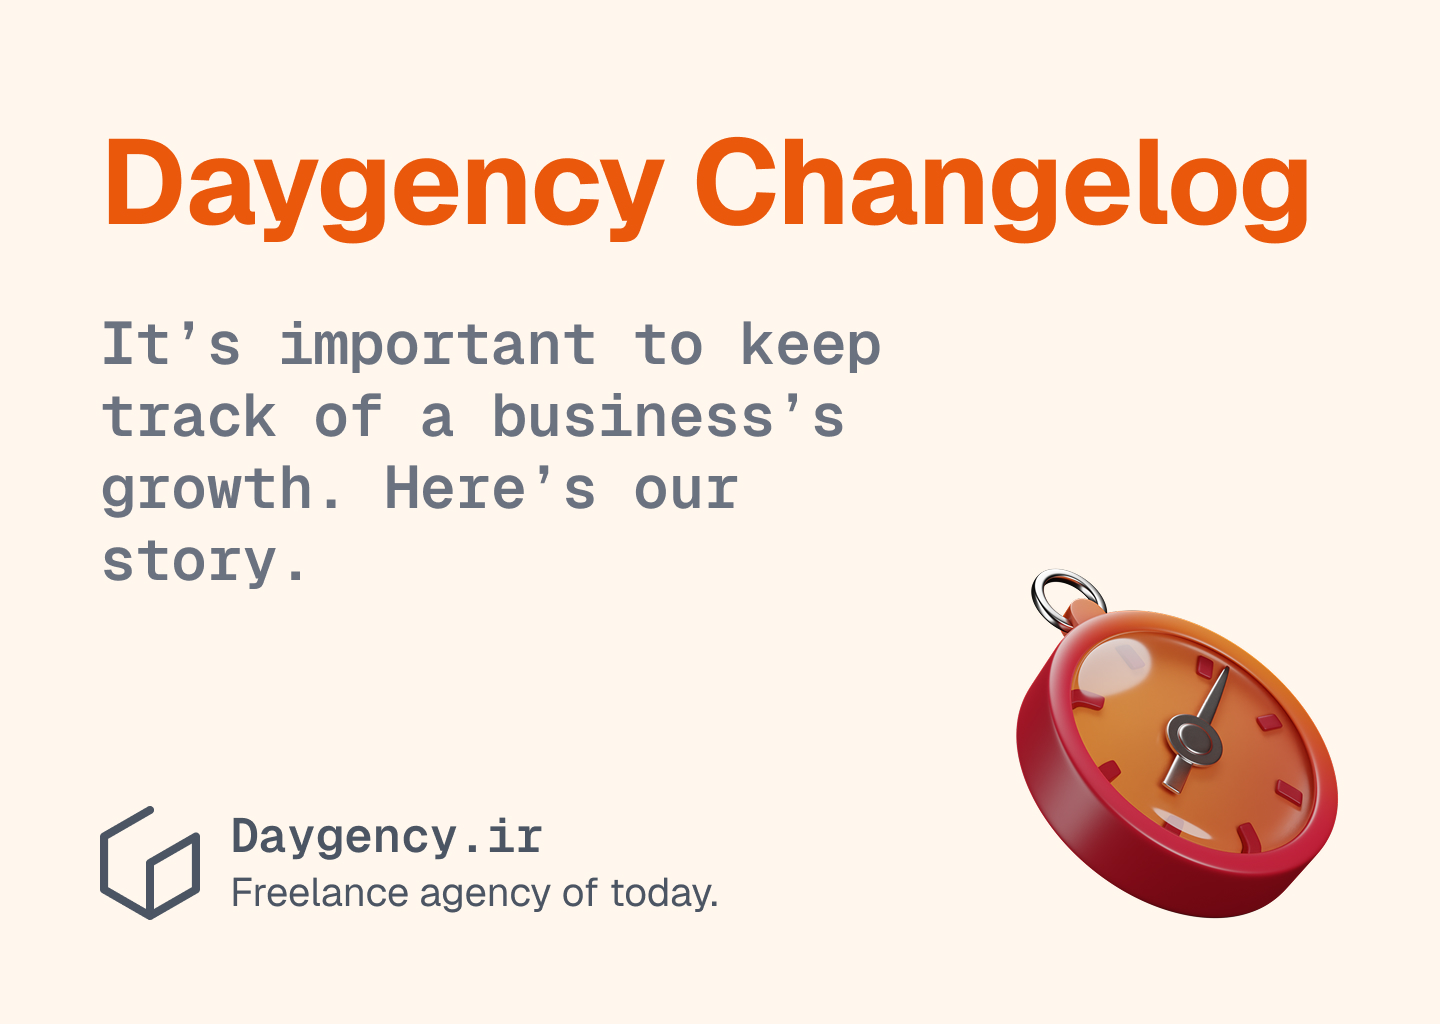 Daygency Changelog
It’s important to keep
track of a business’s
growth. Here’s our
story.
Daygency.ir
Freelance agency of today.